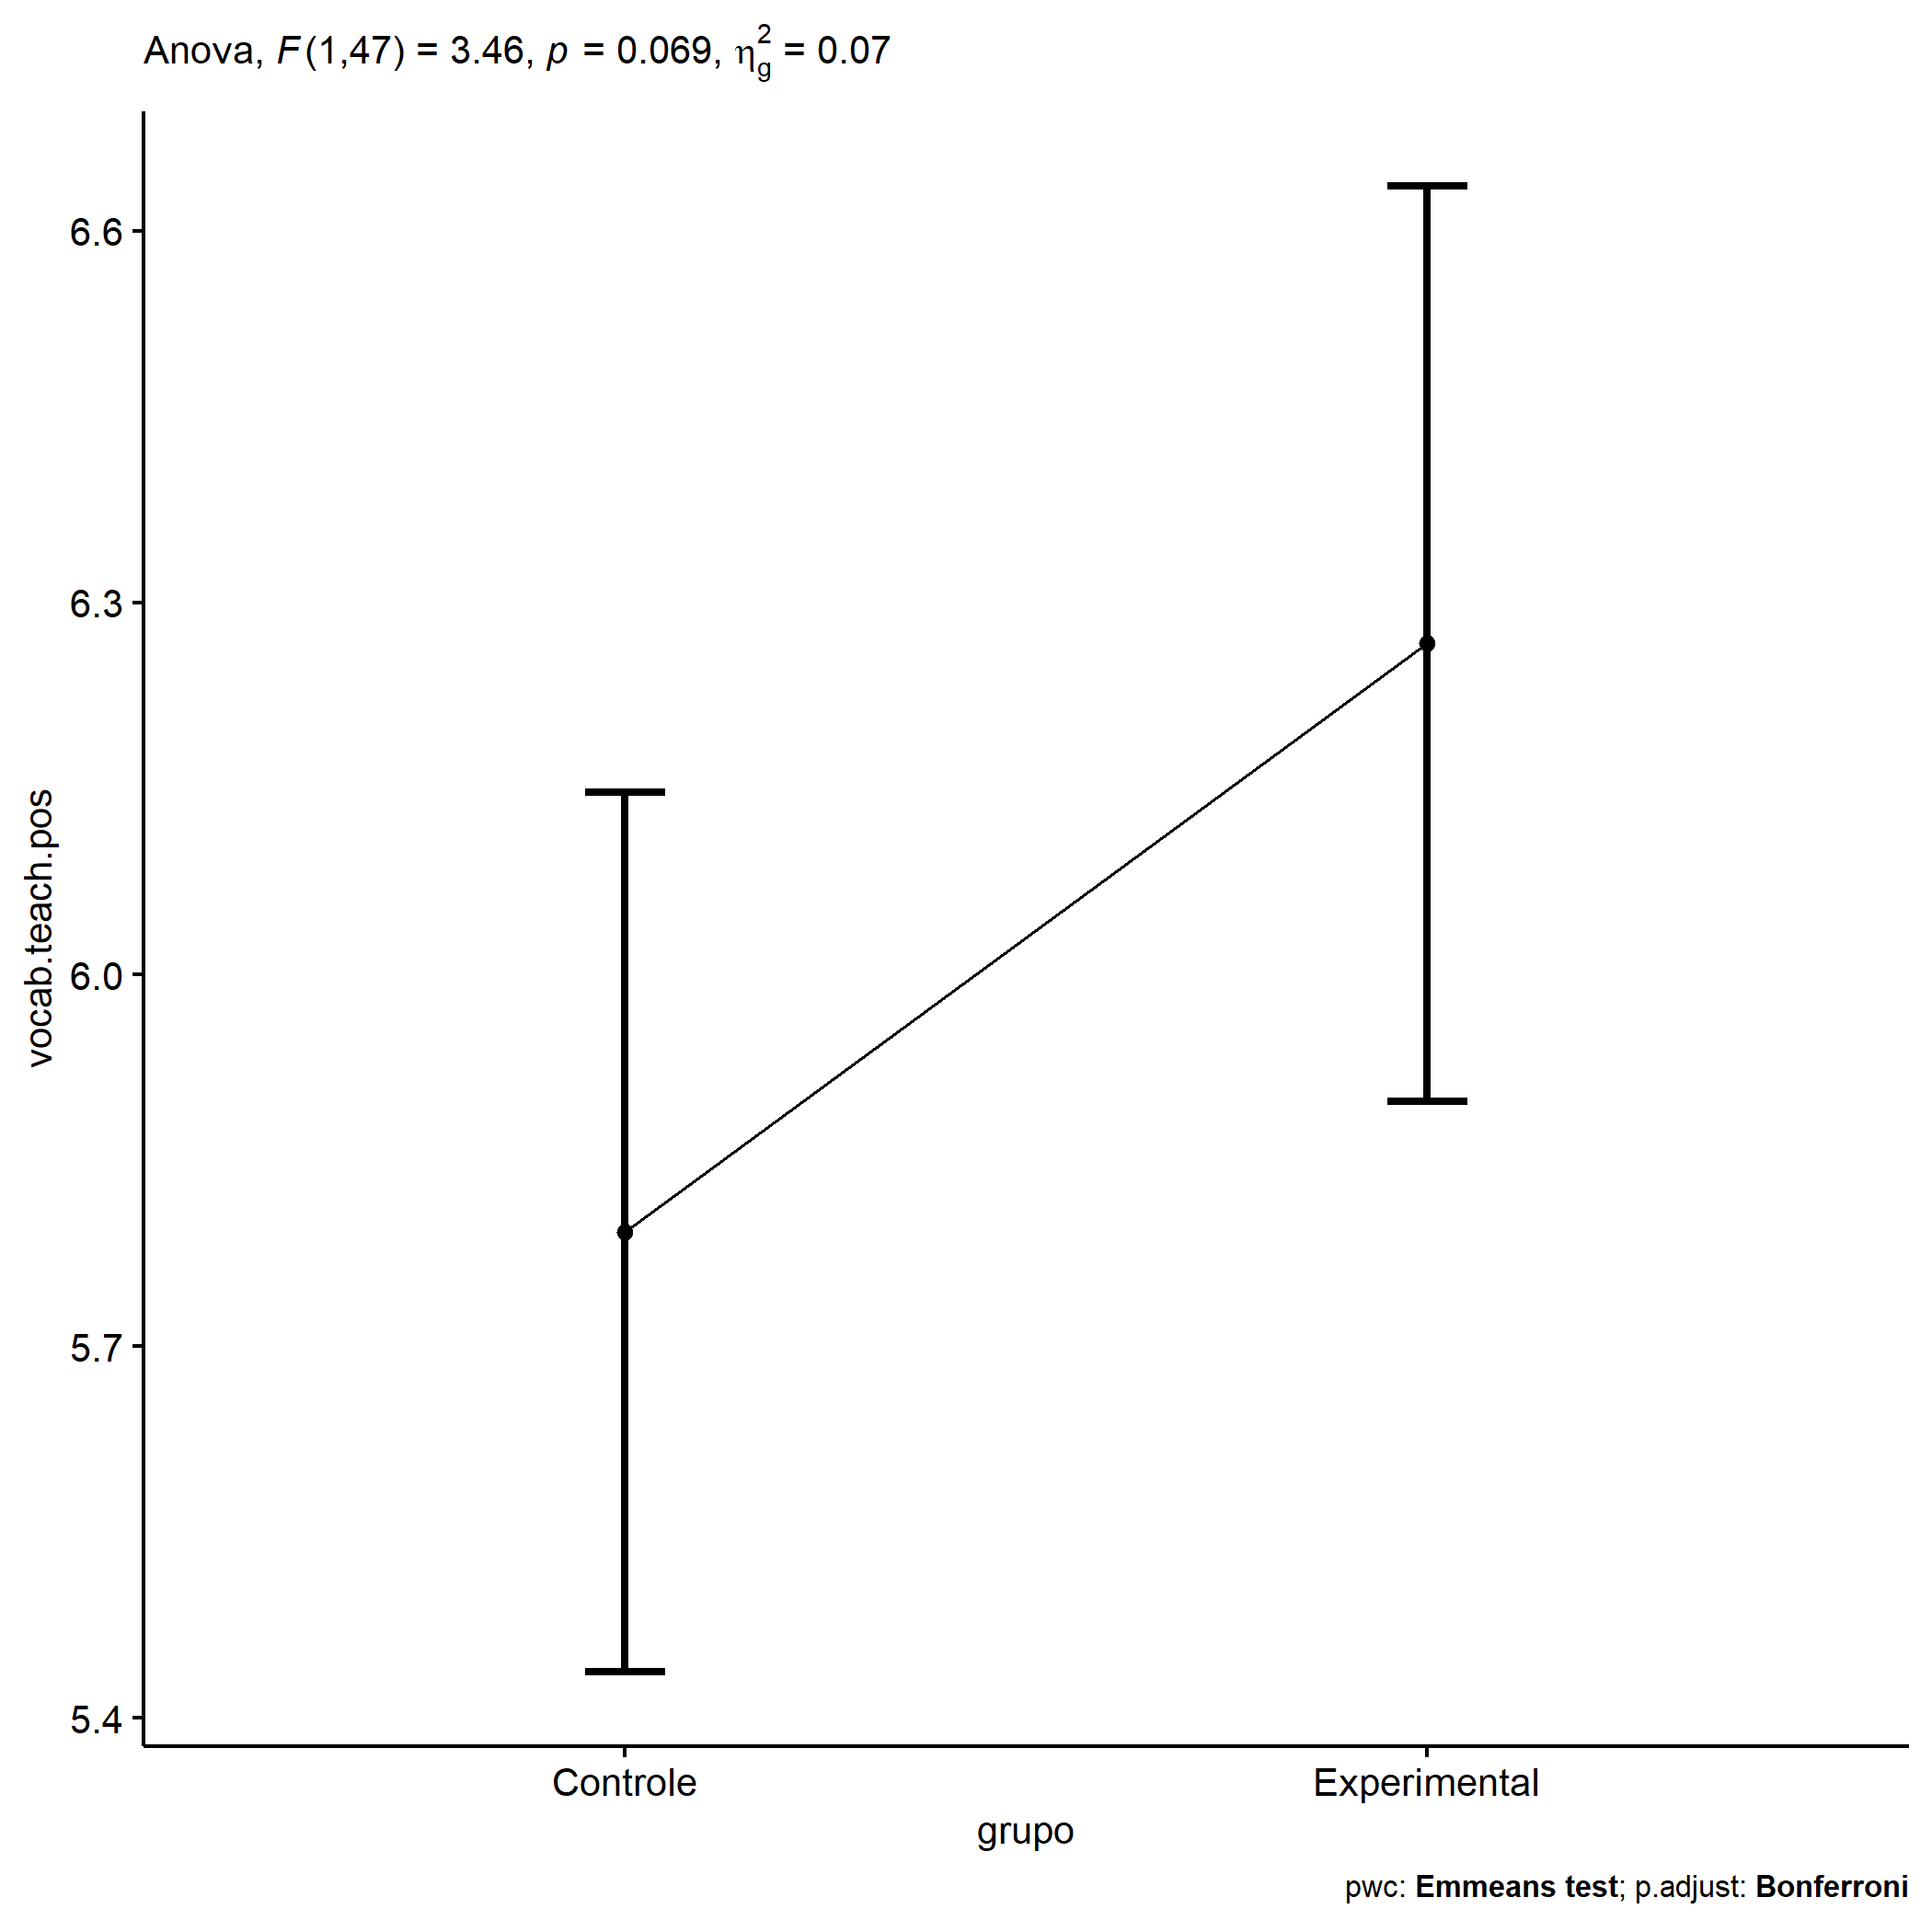 Anova, F(1,47) = 3.46, p = 0.069, η²g = 0.07
6.6
6.3
6.0
5.7
5.4
vocab.teach.pos
Controle
Experimental
grupo
pwc: Emmeans test; p.adjust: Bonferroni